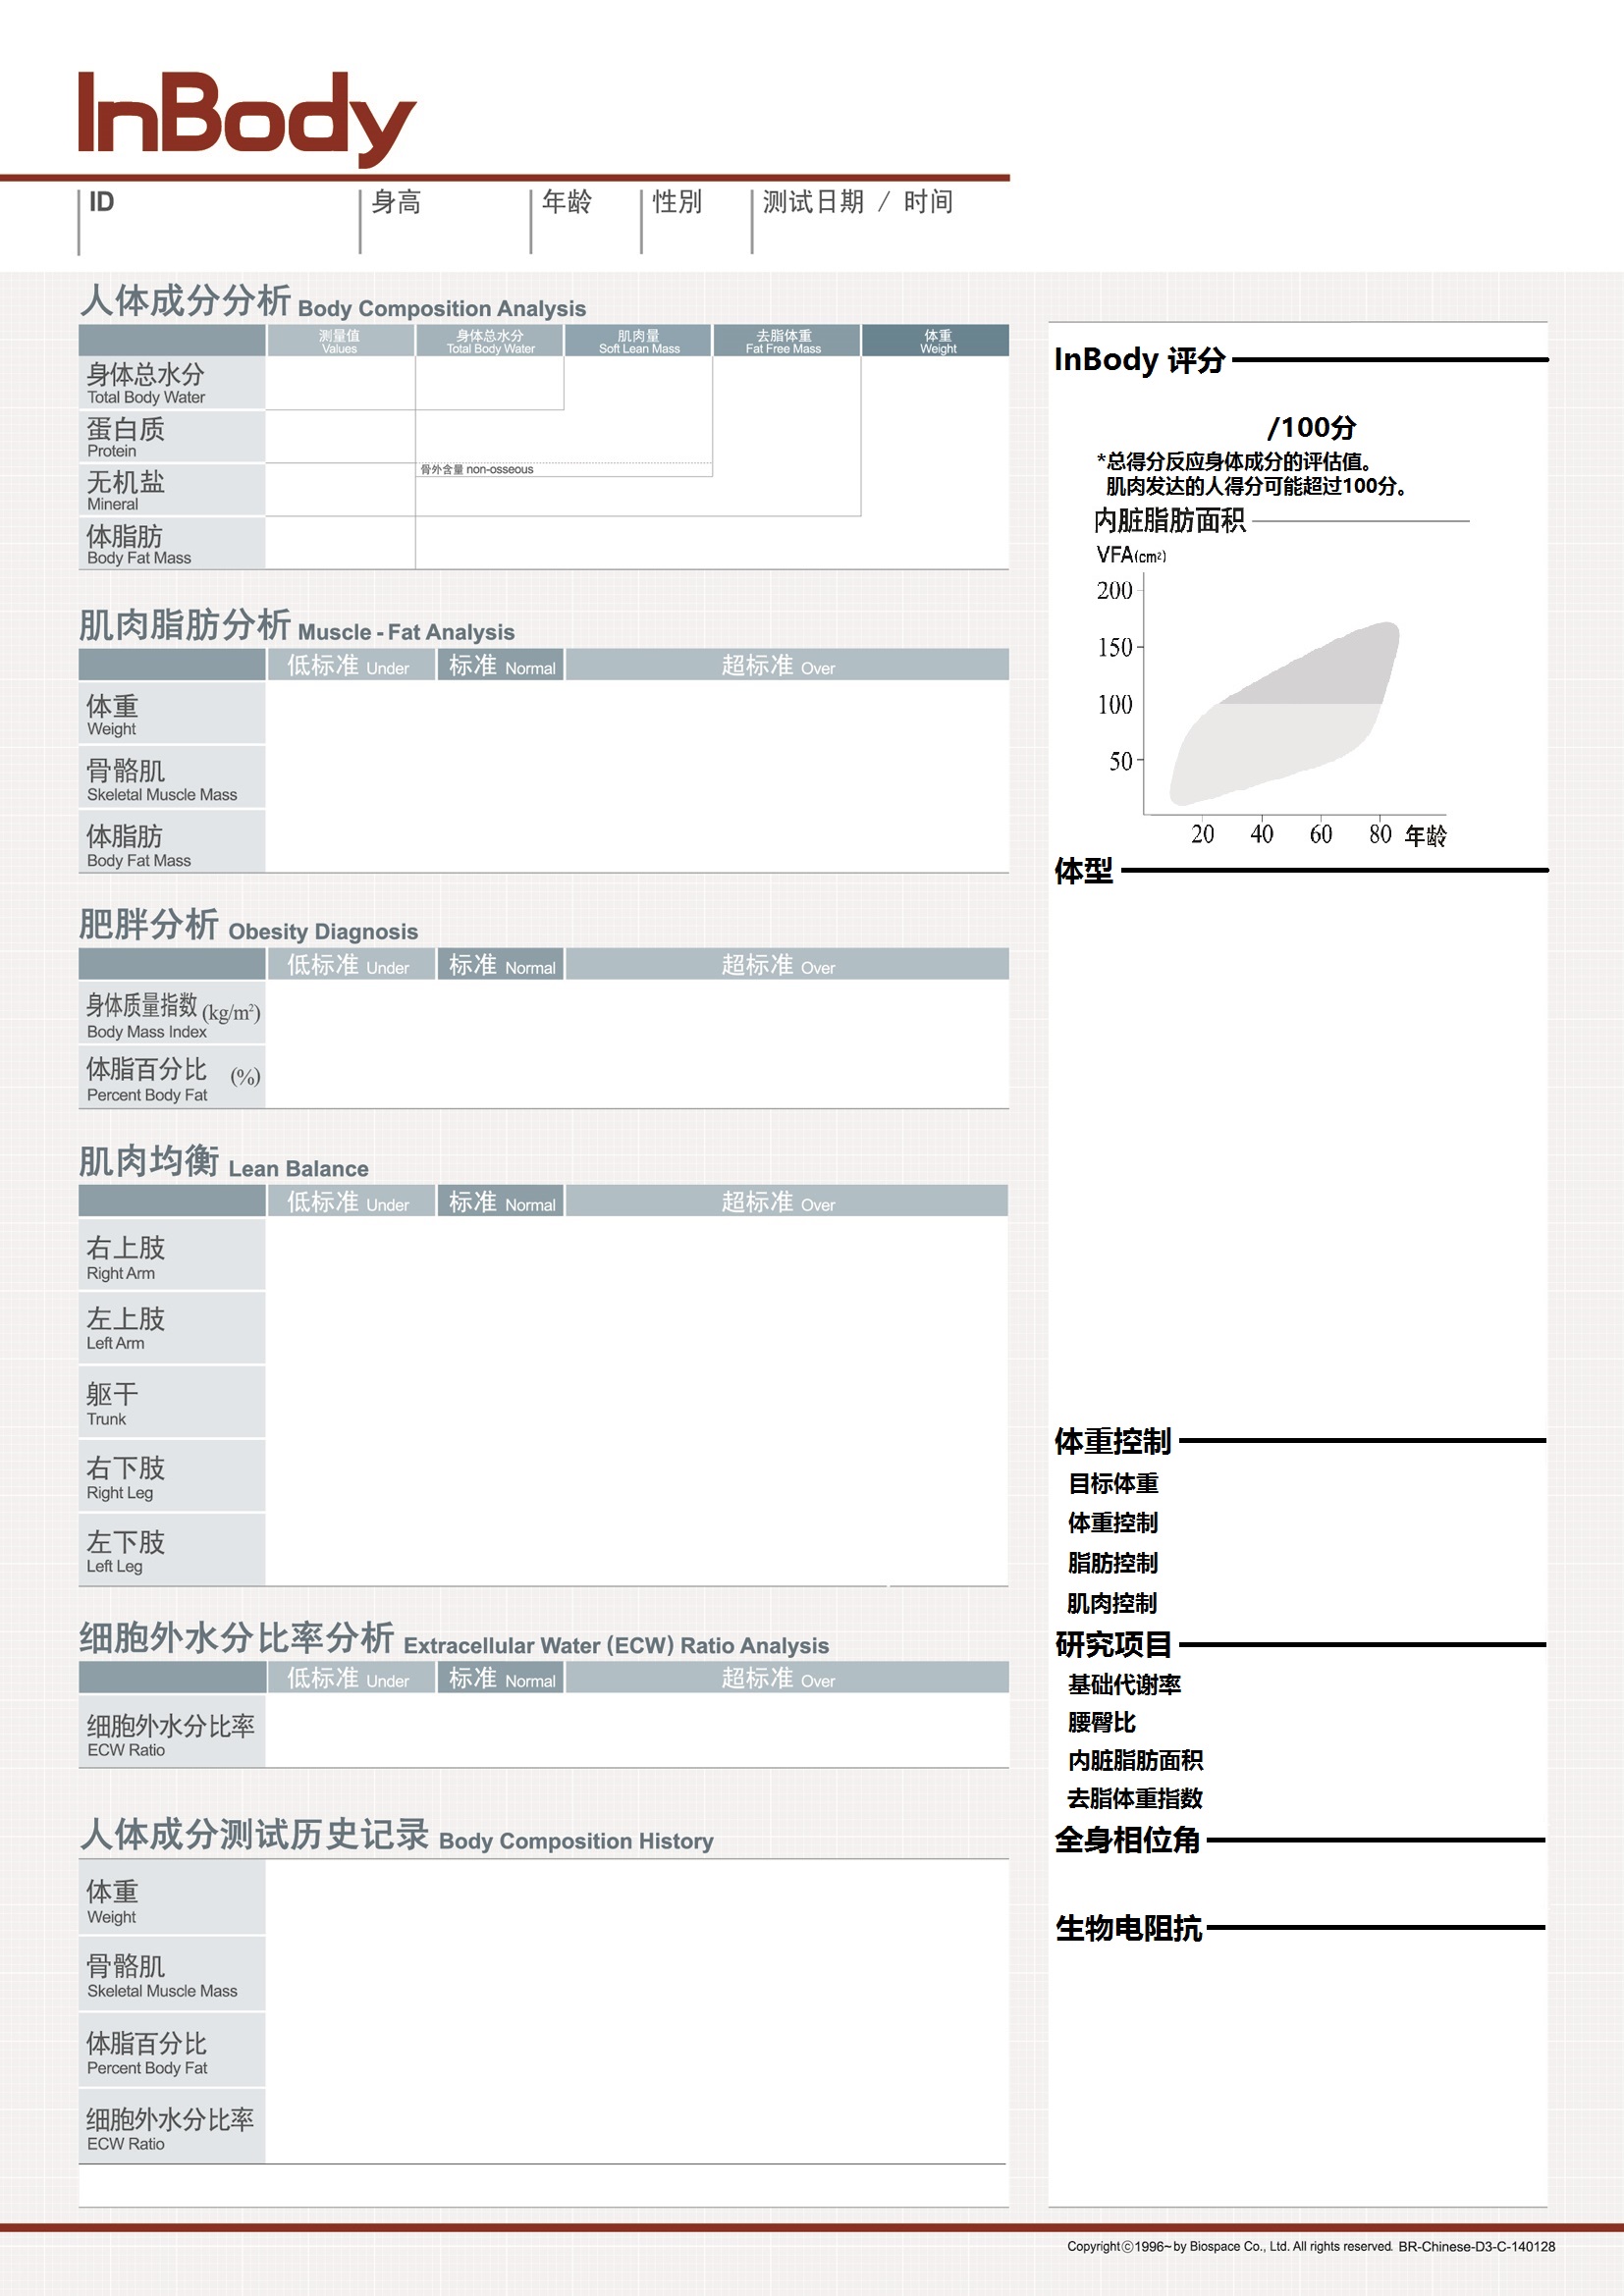 InBody
ID 身高 年龄 性别 测试日期 / 时间
人体成分分析 Body Composition Analysis
测量值 身体总水分 肌肉量 去脂体重 体重
Values Total Body Water Soft Lean Mass Fat Free Mass Weight
身体总水分
Total Body Water
蛋白质
Protein
骨外含量 non-osseous
无机盐
Mineral
体脂肪
Body Fat Mass
肌肉脂肪分析 Muscle - Fat Analysis
低标准 Under 标准 Normal 超标准 Over
体重
Weight
骨骼肌
Skeletal Muscle Mass
体脂肪
Body Fat Mass
肥胖分析 Obesity Diagnosis
低标准 Under 标准 Normal 超标准 Over
身体质量指数 (kg/m²)
Body Mass Index
体脂百分比 (%)
Percent Body Fat
肌肉均衡 Lean Balance
低标准 Under 标准 Normal 超标准 Over
右上肢
Right Arm
左上肢
Left Arm
躯干
Trunk
右下肢
Right Leg
左下肢
Left Leg
细胞外水分比率分析 Extracellular Water (ECW) Ratio Analysis
低标准 Under 标准 Normal 超标准 Over
细胞外水分比率
ECW Ratio
人体成分测试历史记录 Body Composition History
体重
Weight
骨骼肌
Skeletal Muscle Mass
体脂百分比
Percent Body Fat
细胞外水分比率
ECW Ratio
InBody 评分
/100分
*总得分反应身体成分的评估值。
肌肉发达的人得分可能超过100分。
内脏脂肪面积
VFA(cm²)
200
150
100
50
20 40 60 80 年龄
体型
体重控制
目标体重
体重控制
脂肪控制
肌肉控制
研究项目
基础代谢率
腰臀比
内脏脂肪面积
去脂体重指数
全身相位角
生物电阻抗
Copyright©1996~by Biospace Co., Ltd. All rights reserved. BR-Chinese-D3-C-140128